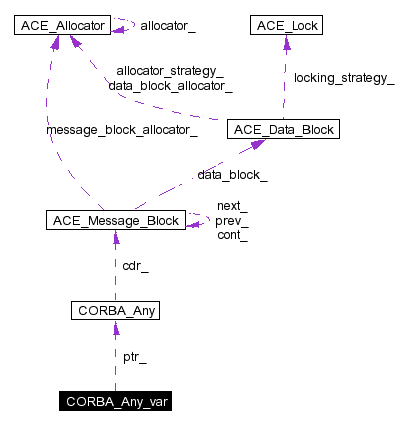 ACE_Allocator
allocator_
ACE_Lock
allocator_strategy_
data_block_allocator_
locking_strategy_
message_block_allocator_
ACE_Data_Block
data_block_
ACE_Message_Block
next_
prev_
cont_
cdr_
CORBA_Any
ptr_
CORBA_Any_var